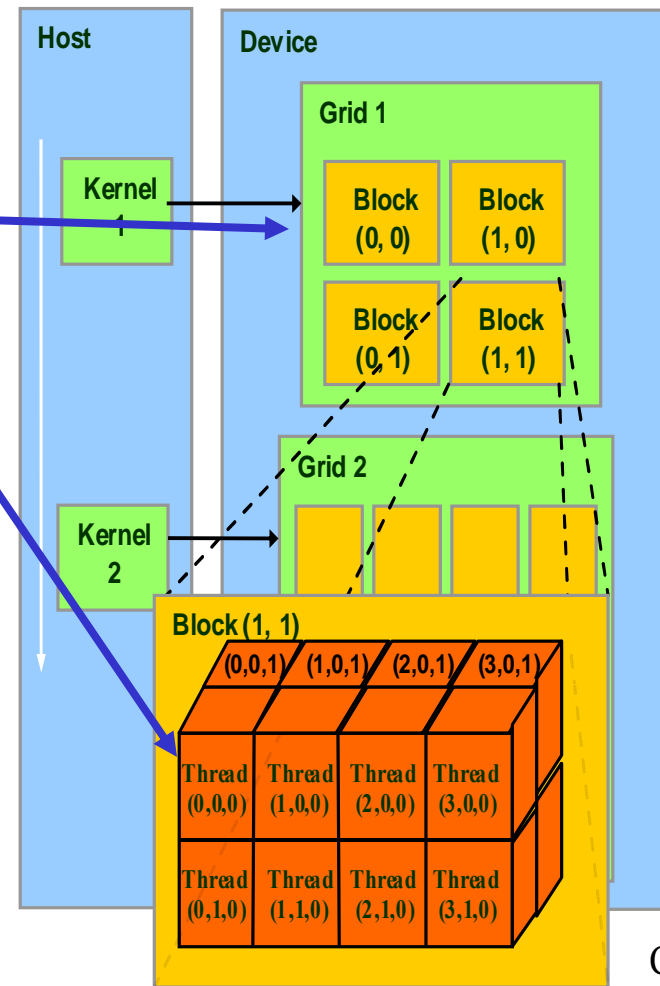 Host
Device
Grid 1
Kernel
1
Block
(0, 0)
Block
(1, 0)
Block
(0, 1)
Block
(1, 1)
Grid 2
Kernel
2
Block (1, 1)
(0,0,1) (1,0,1) (2,0,1) (3,0,1)
Thread
(0,0,0)
Thread
(1,0,0)
Thread
(2,0,0)
Thread
(3,0,0)
Thread
(0,1,0)
Thread
(1,1,0)
Thread
(2,1,0)
Thread
(3,1,0)